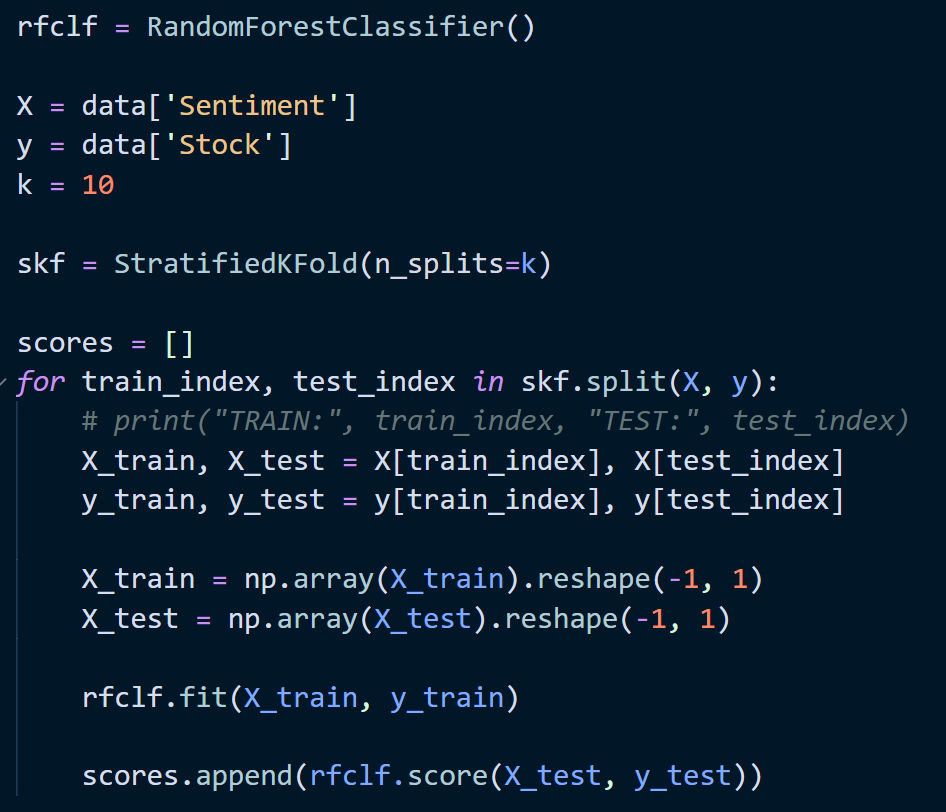 rfclf = RandomForestClassifier()
X = data['Sentiment']
y = data['Stock']
k = 10
skf = StratifiedKFold(n_splits=k)
scores = []
for train_index, test_index in skf.split(X, y):
    # print("TRAIN:", train_index, "TEST:", test_index)
    X_train, X_test = X[train_index], X[test_index]
    y_train, y_test = y[train_index], y[test_index]
    X_train = np.array(X_train).reshape(-1, 1)
    X_test = np.array(X_test).reshape(-1, 1)
    rfclf.fit(X_train, y_train)
    scores.append(rfclf.score(X_test, y_test))